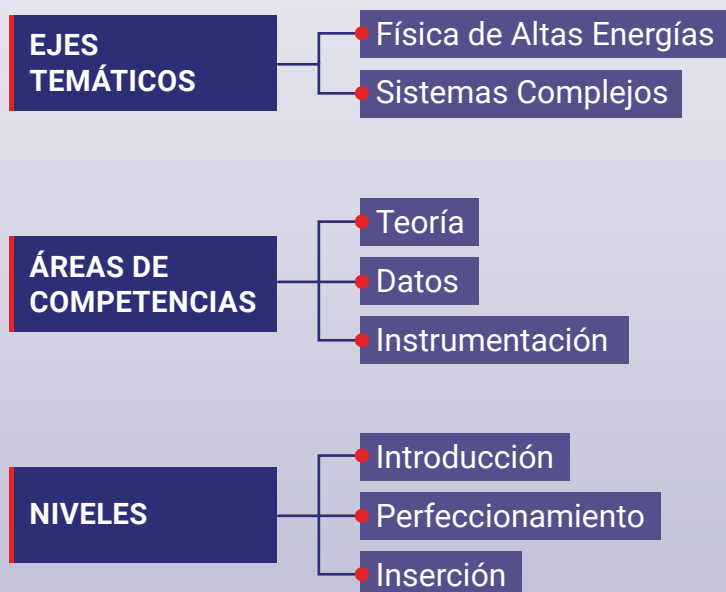 EJES
TEMÁTICOS
Física de Altas Energías
Sistemas Complejos
ÁREAS DE
COMPETENCIAS
Teoría
Datos
Instrumentación
NIVELES
Introducción
Perfeccionamiento
Inserción